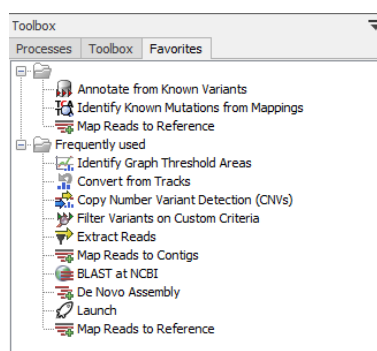 Toolbox
Processes Toolbox Favorites
Annotate from Known Variants
Identify Known Mutations from Mappings
Map Reads to Reference
Frequently used
Identify Graph Threshold Areas
Convert from Tracks
Copy Number Variant Detection (CNVs)
Filter Variants on Custom Criteria
Extract Reads
Map Reads to Contigs
BLAST at NCBI
De Novo Assembly
Launch
Map Reads to Reference